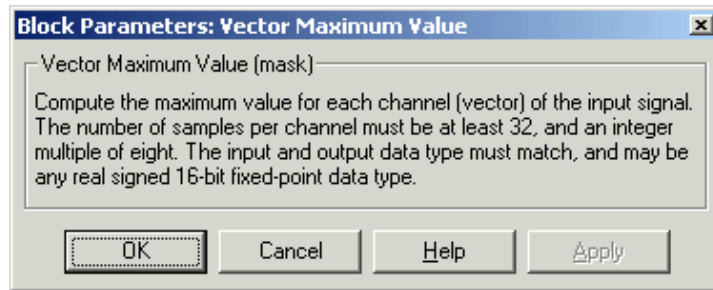 Block Parameters: Vector Maximum Value
Vector Maximum Value (mask)
Compute the maximum value for each channel (vector) of the input signal.
The number of samples per channel must be at least 32, and an integer
multiple of eight. The input and output data type must match, and may be
any real signed 16-bit fixed-point data type.
OK Cancel Help Apply